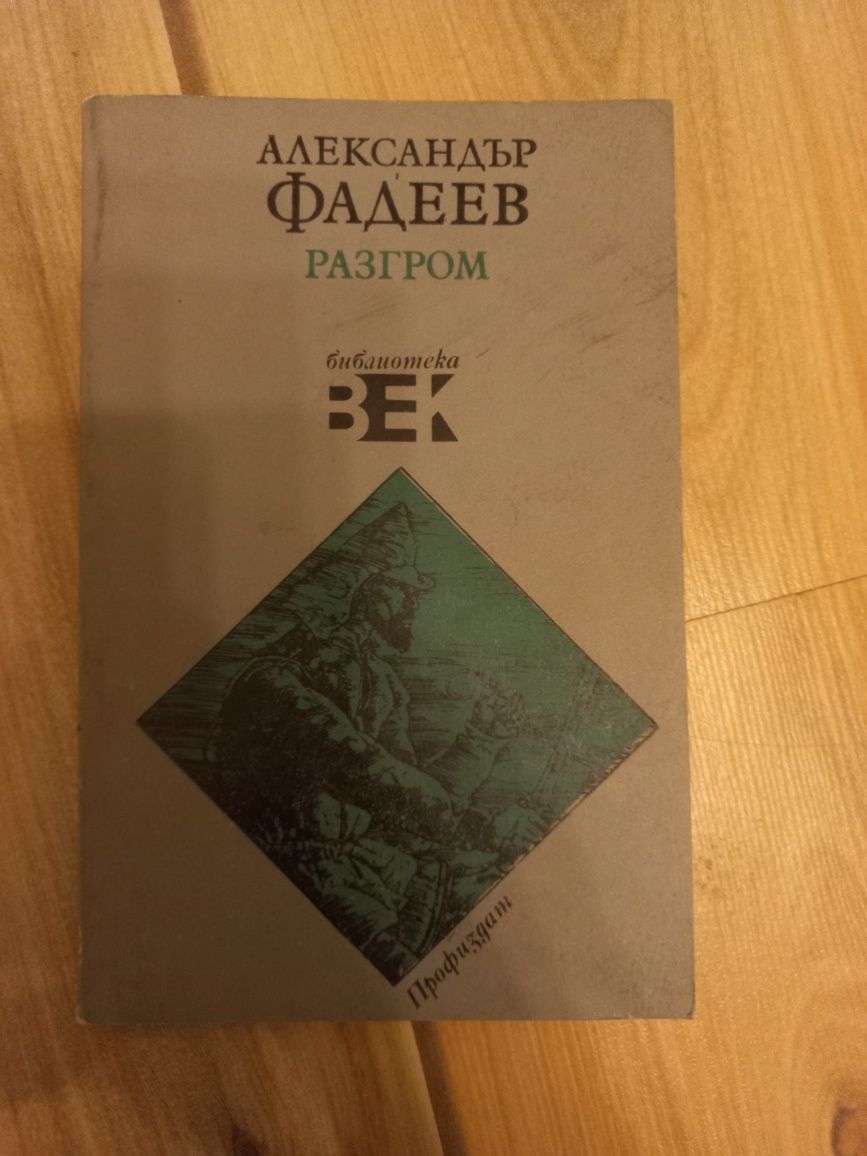 АЛЕКСАНДЪР
ФАДЕЕВ
РАЗГРОМ
библиотека
ВЕК
Профиздат